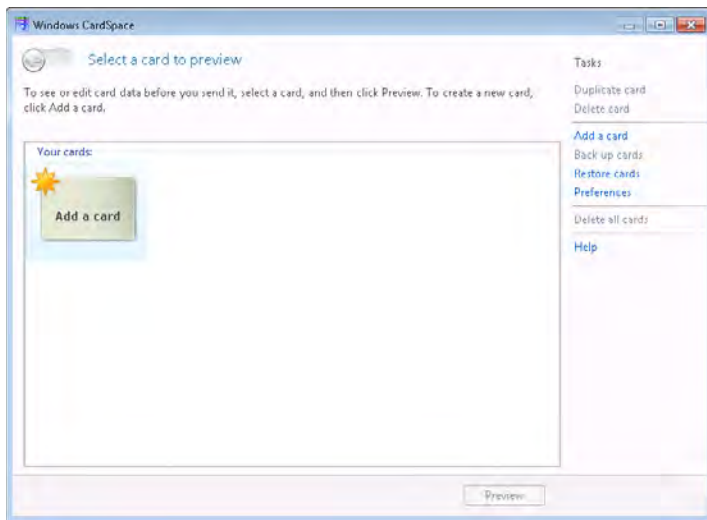 Windows CardSpace
Select a card to preview
To see or edit card data before you send it, select a card, and then click Preview. To create a new card,
click Add a card.
Your cards:
Add a card
Tasks
Duplicate card
Delete card
Add a card
Back up cards
Restore cards
Preferences
Delete all cards
Help
Preview